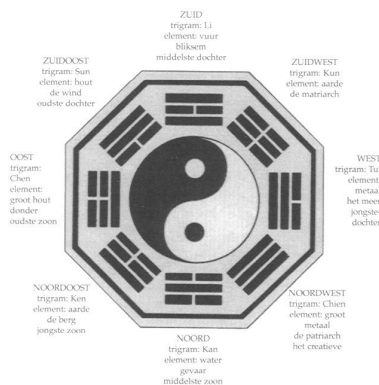 ZUID
trigram: Li
element: vuur
bliksem
middelste dochter
ZUIDOOST
trigram: Sun
element: hout
de wind
oudste dochter
ZUIDWEST
trigram: Kun
element: aarde
de matriarch
OOST
trigram:
Chen
element:
groot hout
donder
oudste zoon
WEST
trigram: Tu
element
metaa
het meer
jongste
dochter
NOORDOOST
trigram: Ken
element: aarde
de berg
jongste zoon
NOORD
trigram: Kan
element: water
gevaar
middelste zoon
NOORDWEST
trigram: Chien
element: groot
metaal
de patriarch
het creatieve